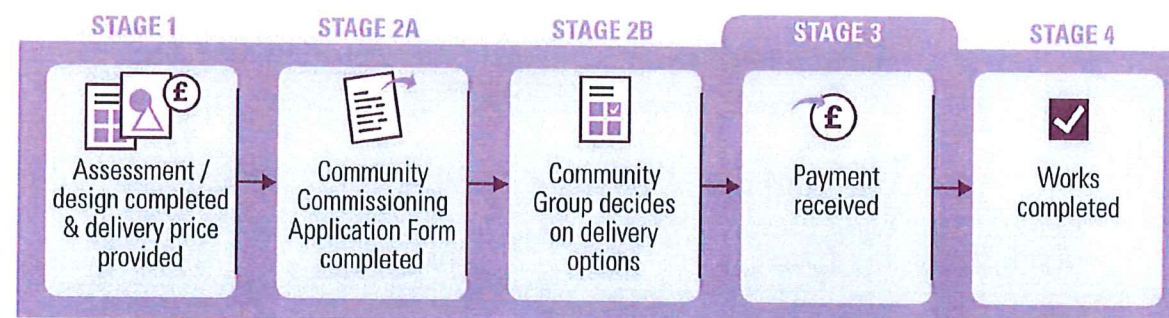 STAGE 1
Assessment /
design completed
& delivery price
provided
STAGE 2A
Community
Commissioning
Application Form
completed
STAGE 2B
Community
Group decides
on delivery
options
STAGE 3
Payment
received
STAGE 4
Works
completed
£
£